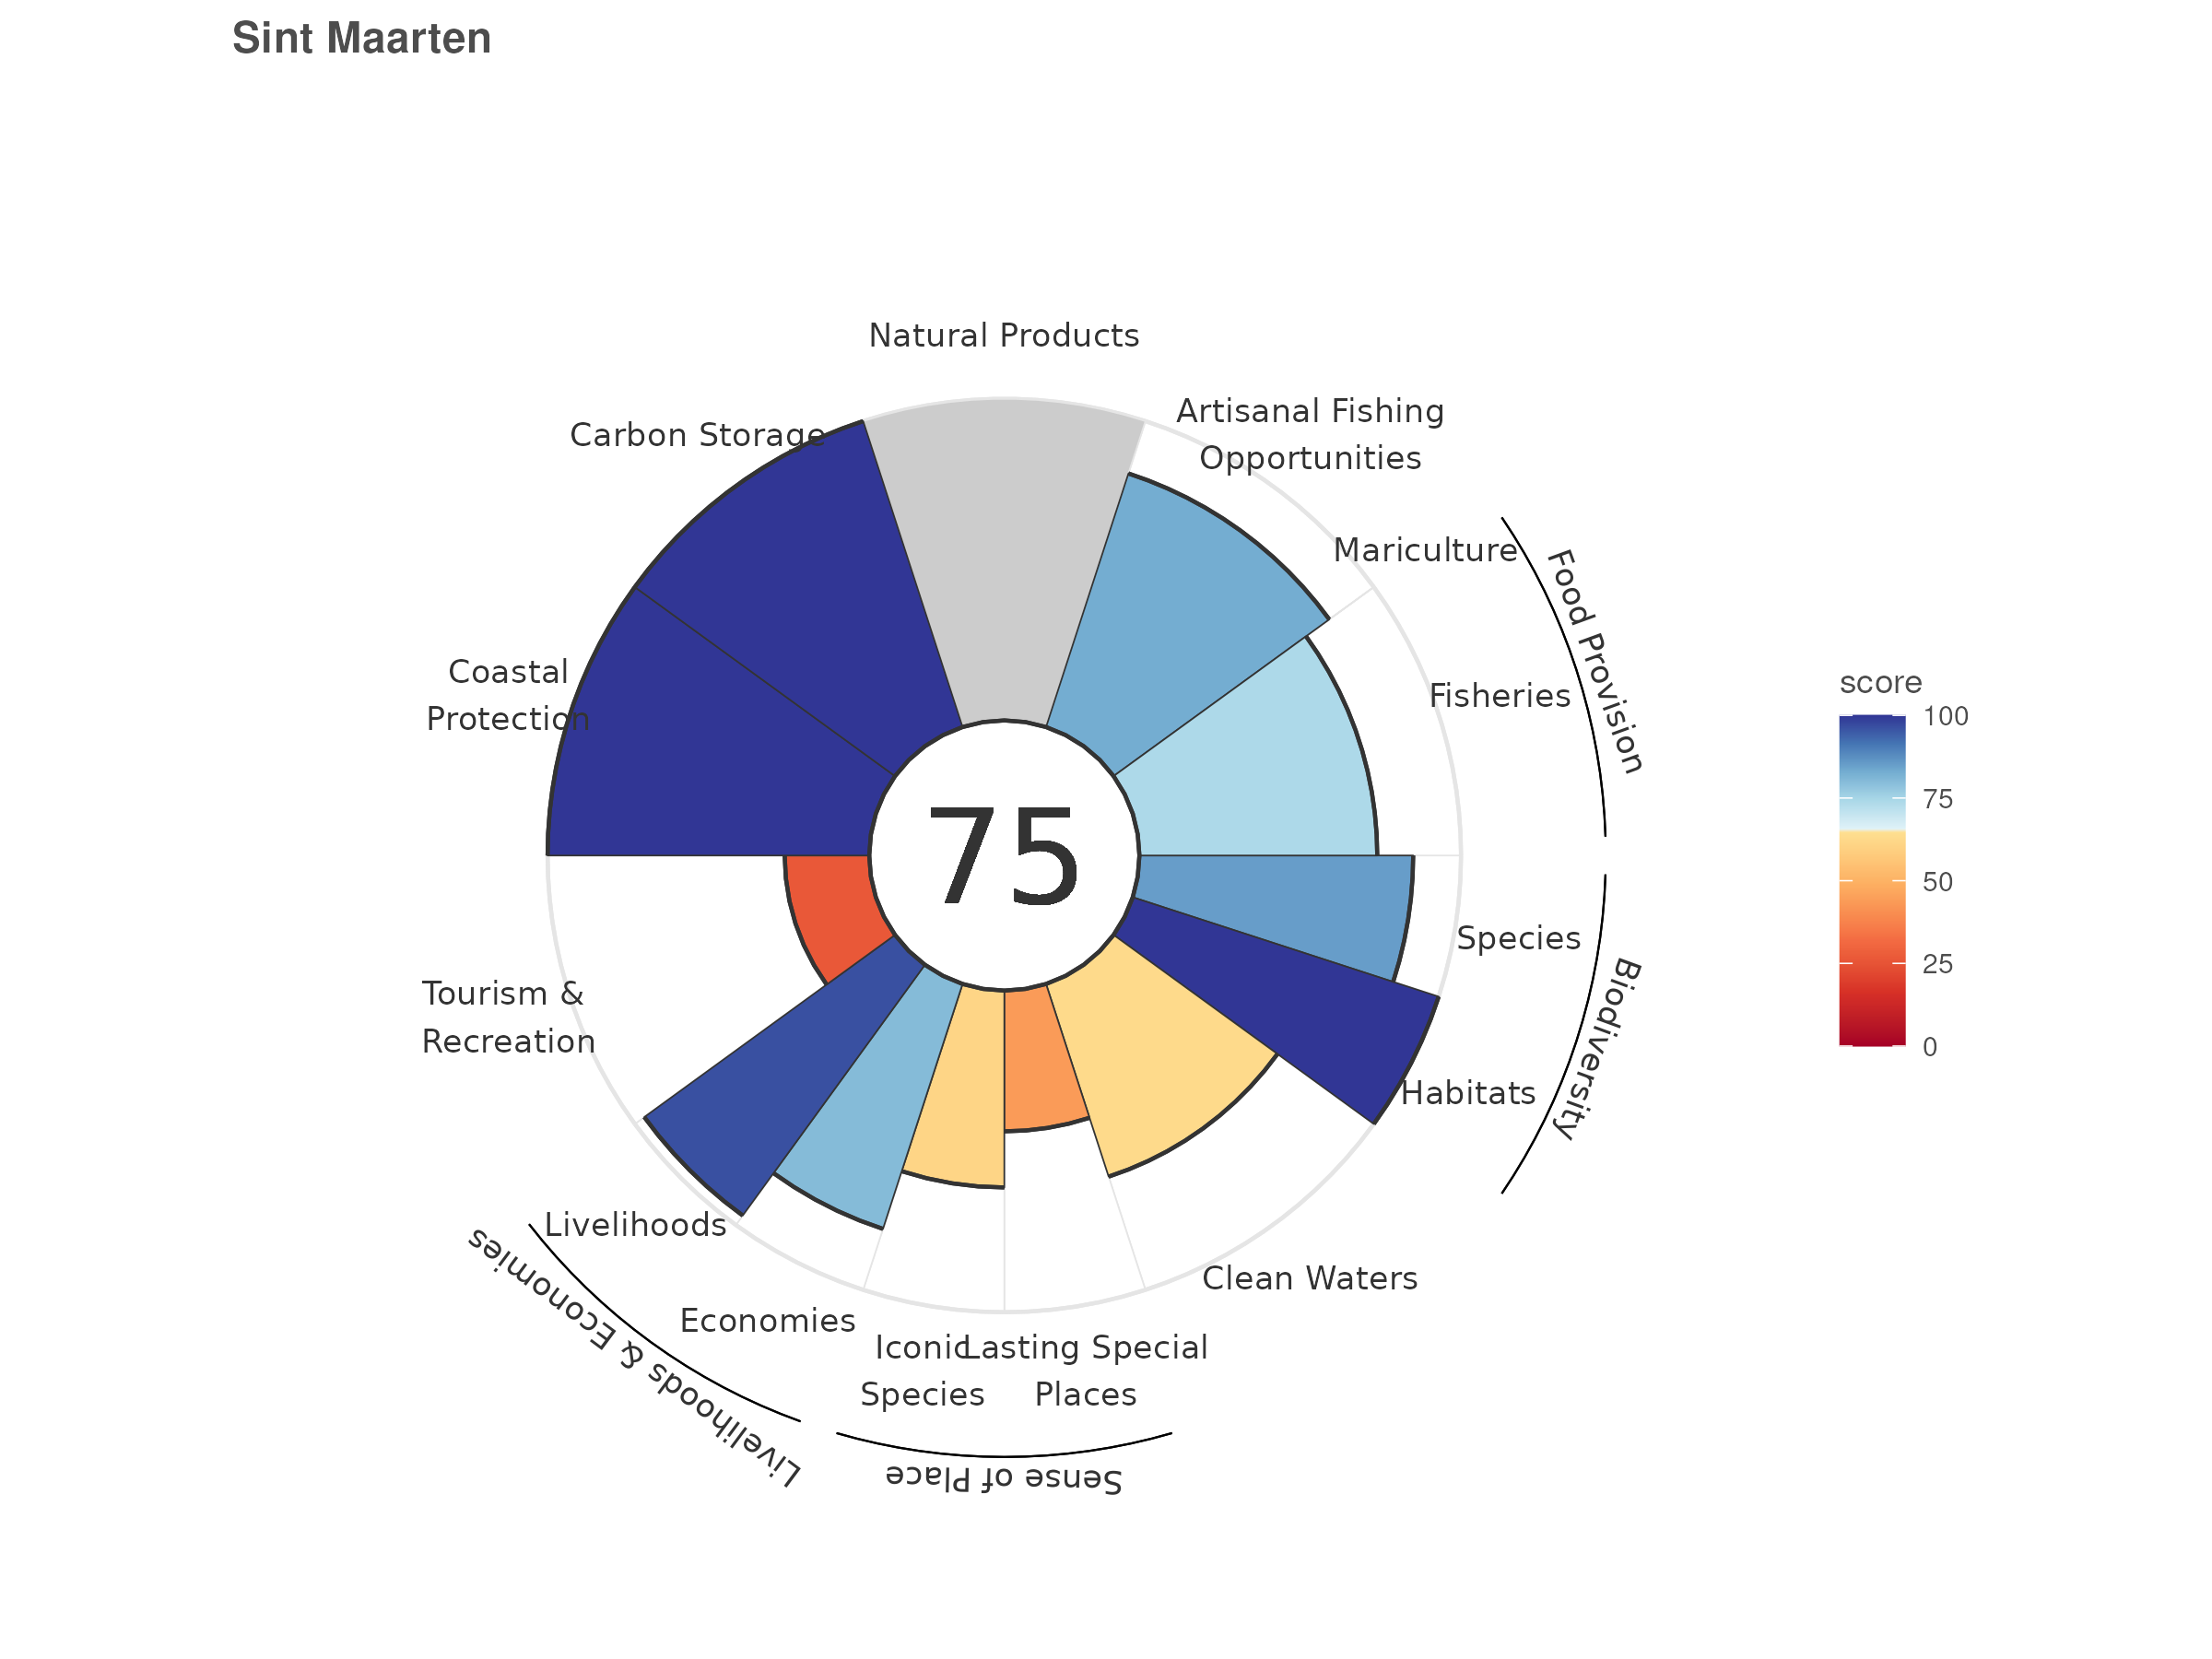 Sint Maarten
Natural Products
Artisanal Fishing
Opportunities
Carbon Storage
Mariculture
Food Provision
Fisheries
Coastal
Protection
score
100
75
50
25
0
75
Species
Biodiversity
Habitats
Tourism &
Recreation
Livelihoods
Livelihoods & Economies
Clean Waters
Economies
Iconic
Species
Lasting Special
Places
Sense of Place